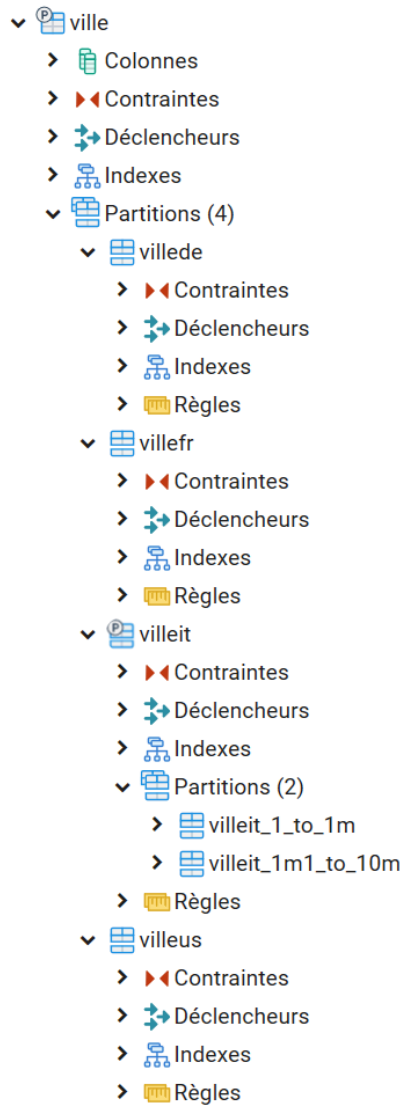 ville
Colonnes
Contraintes
Déclencheurs
Indexes
Partitions (4)
villede
Contraintes
Déclencheurs
Indexes
Règles
villefr
Contraintes
Déclencheurs
Indexes
Règles
villeit
Contraintes
Déclencheurs
Indexes
Partitions (2)
villeit_1_to_1m
villeit_1m1_to_10m
Règles
villeus
Contraintes
Déclencheurs
Indexes
Règles